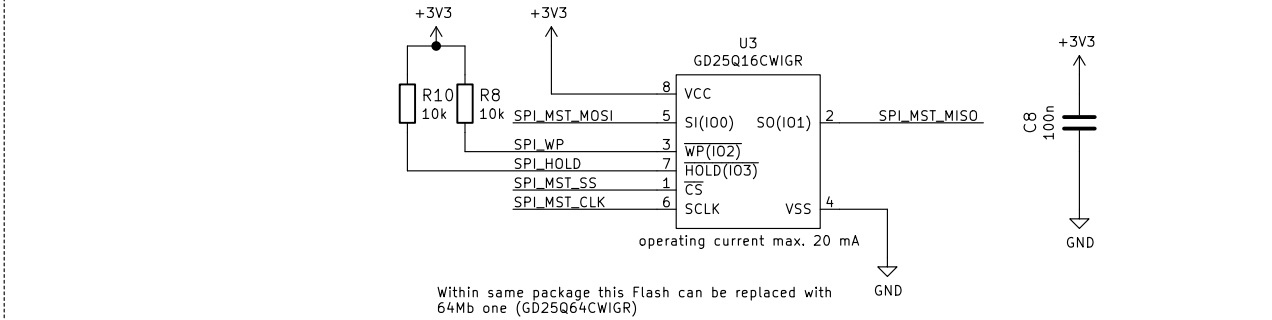 +3V3
+3V3
+3V3
U3
GD25Q16CWIGR
R10
10k
R8
10k
C8
100n
8 VCC
SPI_MST_MOSI 5 SI(IO0)
SO(IO1) 2 SPI_MST_MISO
SPI_WP 3 WP(IO2)
SPI_HOLD 7 HOLD(IO3)
SPI_MST_SS 1 CS
SPI_MST_CLK 6 SCLK
VSS 4
operating current max. 20 mA
GND
GND
Within same package this Flash can be replaced with
64Mb one (GD25Q64CWIGR)